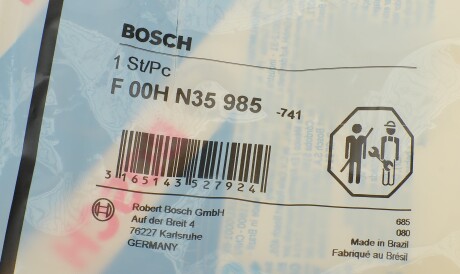 BOSCH
1 St/Pc
F 00H N35 985 -741
3 165143 527924
Robert Bosch GmbH
Auf der Breit 4
76227 Karlsruhe
GERMANY
685
080
Made in Brazil
Fabriqué au Brésil